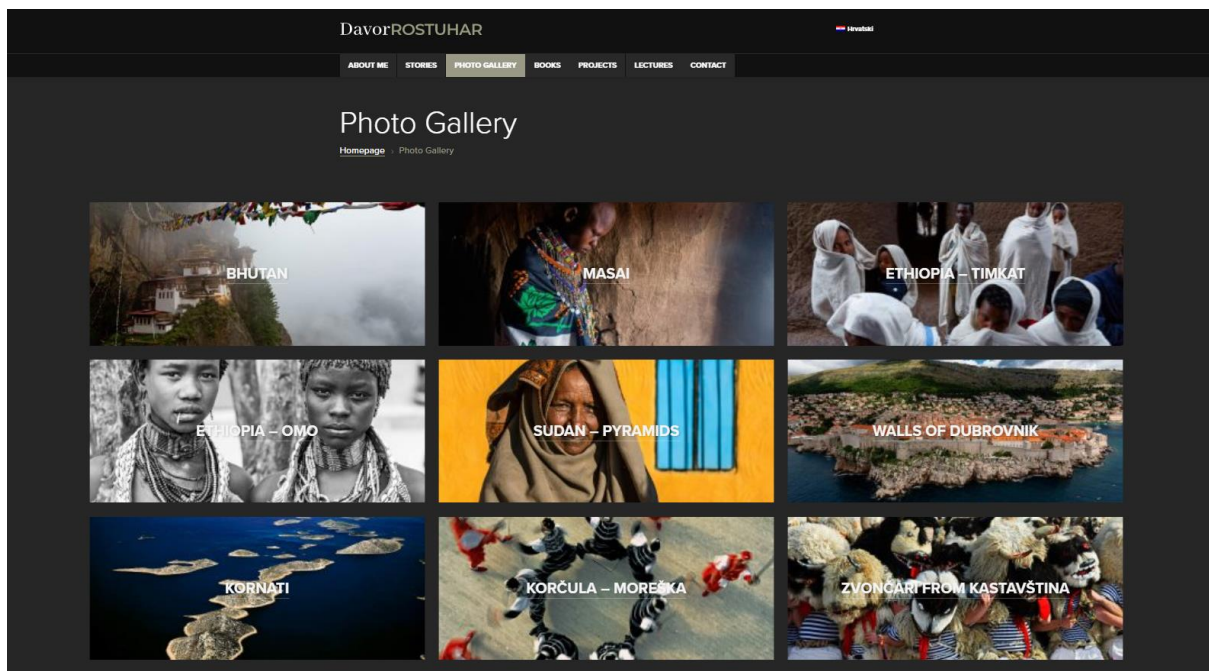 DavorROSTUHAR
Hrvatski
ABOUT ME STORIES PHOTO GALLERY BOOKS PROJECTS LECTURES CONTACT
Photo Gallery
Homepage › Photo Gallery
BHUTAN
MASAI
ETHIOPIA – TIMKAT
ETHIOPIA – OMO
SUDAN – PYRAMIDS
WALLS OF DUBROVNIK
KORNATI
KORČULA – MOREŠKA
ZVONČARI FROM KASTAVŠTINA